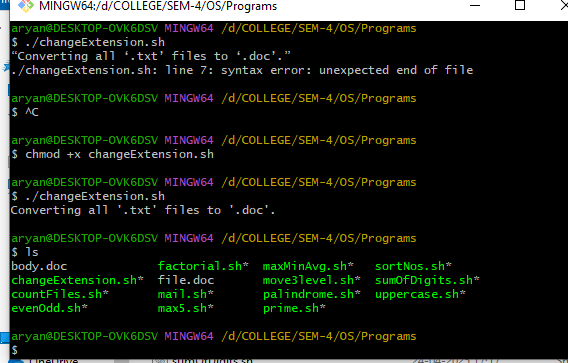 MINGW64:/d/COLLEGE/SEM-4/OS/Programs
aryan@DESKTOP-OVK6DSV MINGW64 /d/COLLEGE/SEM-4/OS/Programs
$ ./changeExtension.sh
“Converting all ‘.txt’ files to ‘.doc’.”
./changeExtension.sh: line 7: syntax error: unexpected end of file
aryan@DESKTOP-OVK6DSV MINGW64 /d/COLLEGE/SEM-4/OS/Programs
$ ^C
aryan@DESKTOP-OVK6DSV MINGW64 /d/COLLEGE/SEM-4/OS/Programs
$ chmod +x changeExtension.sh
aryan@DESKTOP-OVK6DSV MINGW64 /d/COLLEGE/SEM-4/OS/Programs
$ ./changeExtension.sh
Converting all '.txt' files to '.doc'.
aryan@DESKTOP-OVK6DSV MINGW64 /d/COLLEGE/SEM-4/OS/Programs
$ ls
body.doc factorial.sh* maxMinAvg.sh* sortNos.sh*
changeExtension.sh* file.doc move3level.sh* sumOfDigits.sh*
countFiles.sh* mail.sh* palindrome.sh* uppercase.sh*
evenOdd.sh* max5.sh* prime.sh*
aryan@DESKTOP-OVK6DSV MINGW64 /d/COLLEGE/SEM-4/OS/Programs
$